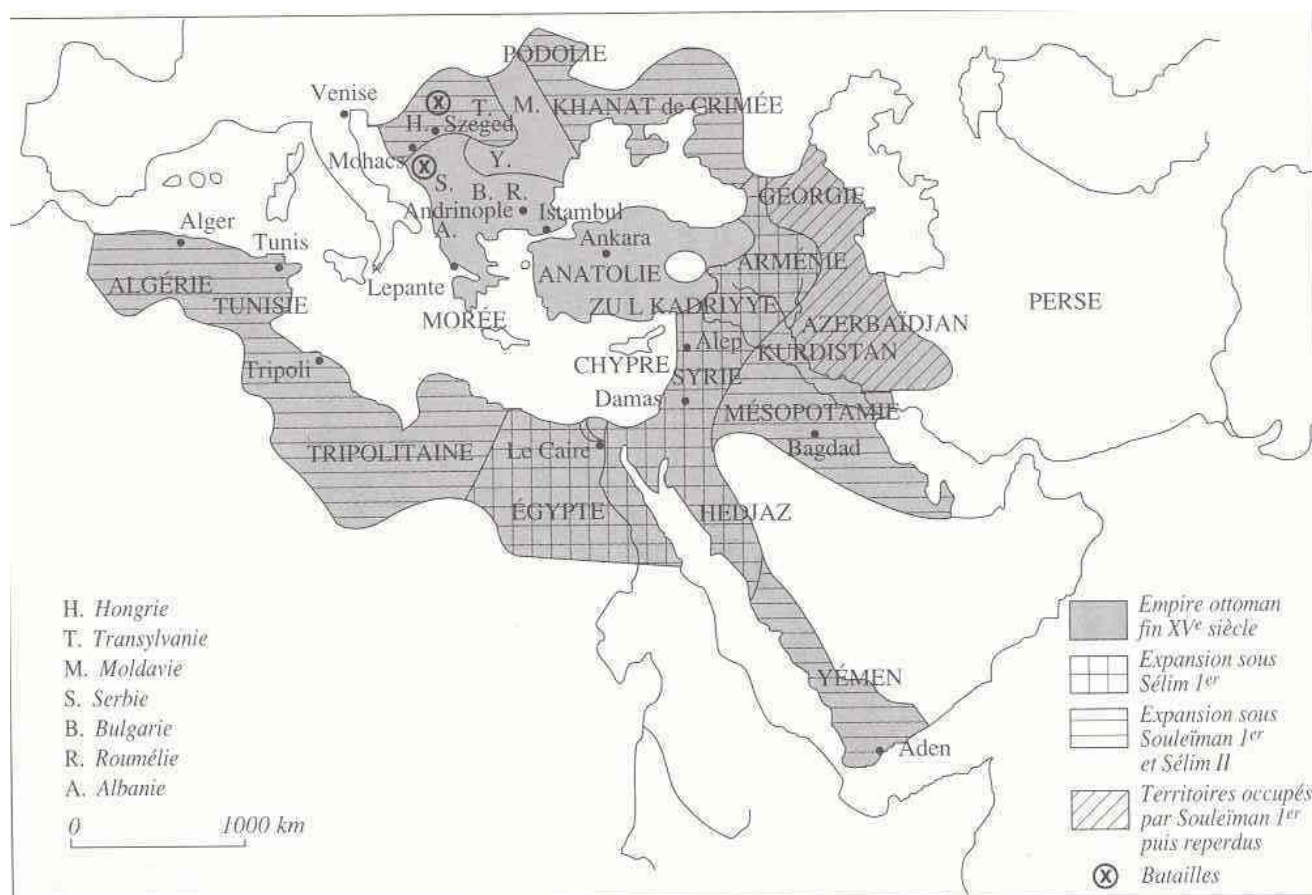 PODOLIE
Venise
T.
M.
KHANAT de CRIMÉE
H.
Szeged
Mohacs
Y.
S.
B.
R.
GÉORGIE
Andrinople
Istambul
Alger
A.
Ankara
Tunis
ARMÉNIE
ANATOLIE
ALGÉRIE
Lepante
TUNISIE
ZU L KADRIYYE
PERSE
MORÉE
AZERBAÏDJAN
Alep
KURDISTAN
CHYPRE
Tripoli
SYRIE
Damas
MÉSOPOTAMIE
Bagdad
TRIPOLITAINE
Le Caire
ÉGYPTE
HEDJAZ
YÉMEN
Aden
H. Hongrie
T. Transylvanie
M. Moldavie
S. Serbie
B. Bulgarie
R. Roumélie
A. Albanie
0 1000 km
Empire ottoman
fin XVe siècle
Expansion sous
Sélim 1er
Expansion sous
Souleïman 1er
et Sélim II
Territoires occupés
par Souleïman 1er
puis reperdus
X Batailles